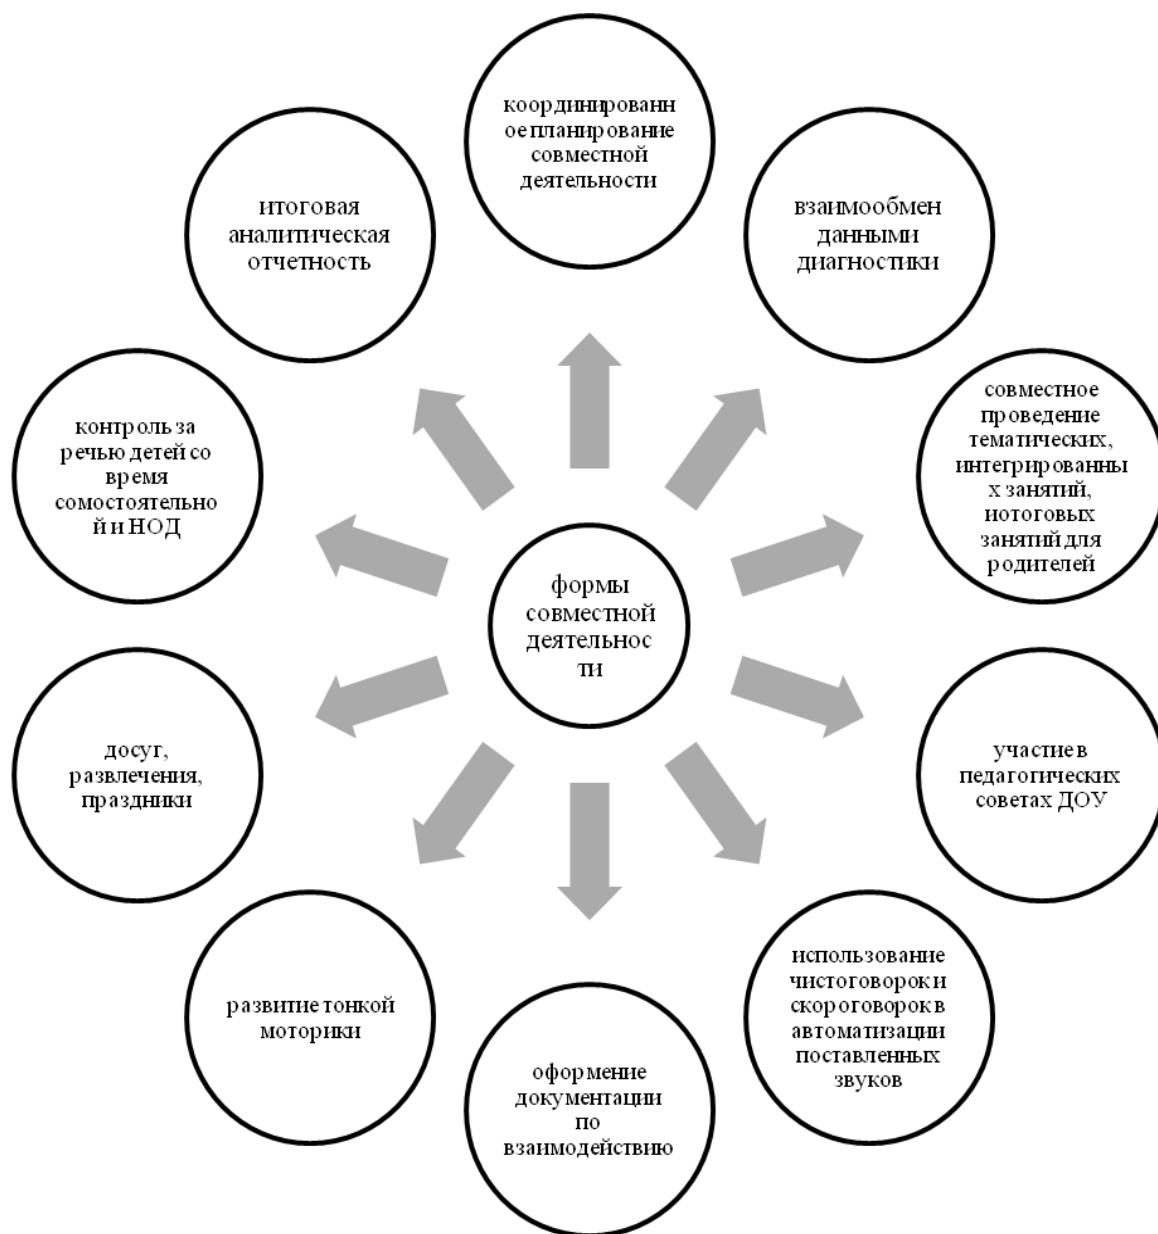 координированн
ое планирование
совместной
деятельности
взаимообмен
данными
диагностики
совместное
проведение
тематических,
интегрированны
х занятий,
иотоговых
занятий для
родителей
участие в
педагогических
советах ДОУ
использование
чистоговорок и
скороговорок в
автоматизации
поставленных
звуков
оформение
документации
по
взаимодействию
развитие тонкой
моторики
досуг,
развлечения,
праздники
контроль за
речью детей со
время
сомостоятельно
й и НОД
итоговая
аналитическая
отчетность
формы
совместной
деятельнос
ти